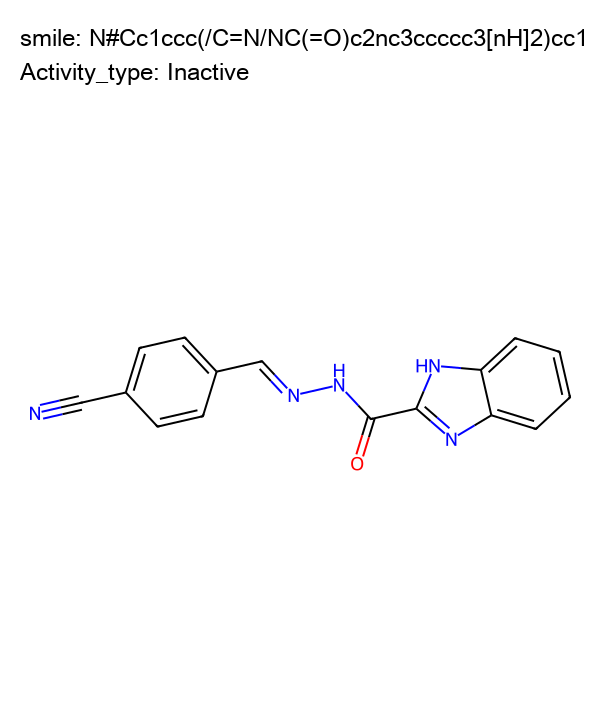 smile: N#Cc1ccc(/C=N/NC(=O)c2nc3ccccc3[nH]2)cc1
Activity_type: Inactive
HN
H
N
N
N
N
O